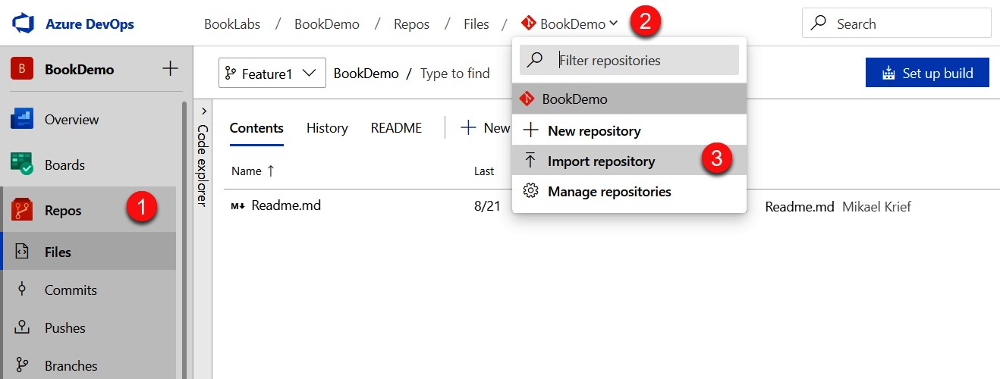 Azure DevOps
BookLabs / BookDemo / Repos / Files / BookDemo
2
Search
B BookDemo
Feature1
BookDemo / Type to find
Filter repositories
Set up build
BookDemo
New repository
Import repository
3
Manage repositories
Overview
Boards
Repos
1
Files
Commits
Pushes
Branches
Code explorer
Contents History README New
Name ↑ Last
M↓ Readme.md 8/21 Readme.md Mikael Krief